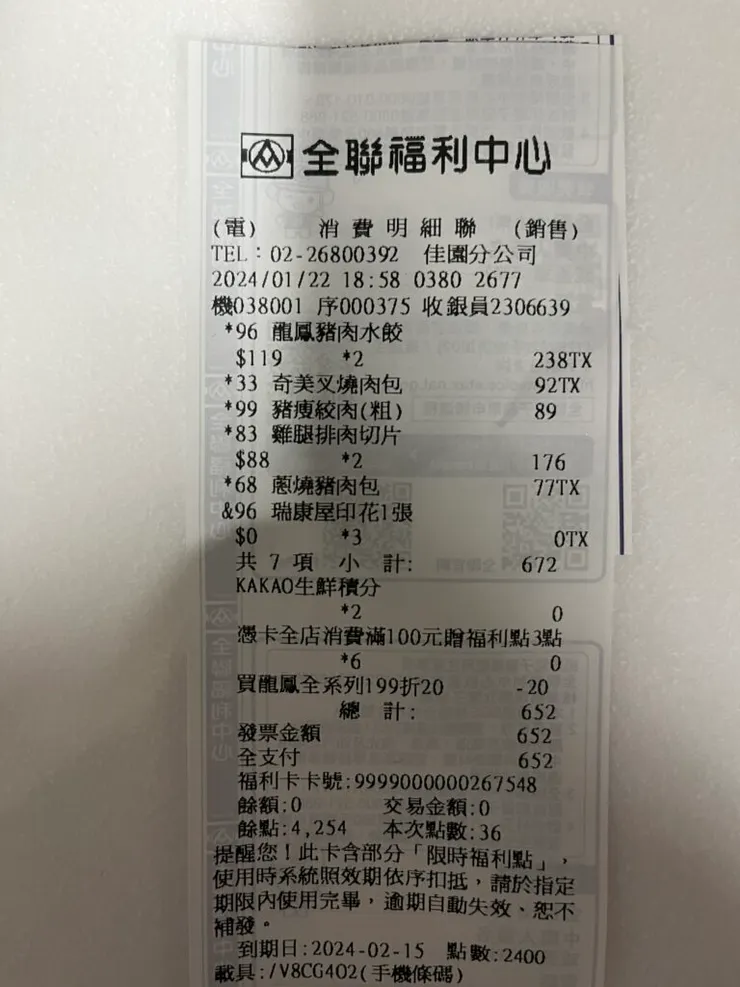 全聯福利中心
(電) 消費明細聯 (銷售)
TEL：02-26800392 佳園分公司
2024/01/22 18:58 0380 2677
機038001 序000375 收銀員2306639
*96 龍鳳豬肉水餃
$119 *2 238TX
*33 奇美叉燒肉包 92TX
*99 豬瘦絞肉(粗) 89
*83 雞腿排肉切片
$88 *2 176
*68 蔥燒豬肉包 77TX
&96 瑞康屋印花1張
$0 *3 0TX
共 7 項 小 計: 672
KAKAO生鮮積分
*2 0
憑卡全店消費滿100元贈福利點3點
*6 0
買龍鳳全系列199折20 -20
總 計: 652
發票金額 652
全支付 652
福利卡卡號:9999000000267548
餘額:0 交易金額:0
餘點:4,254 本次點數:36
提醒您！此卡含部分「限時福利點」，
使用時系統照效期依序扣抵，請於指定
期限內使用完畢，逾期自動失效、恕不
補發。
到期日:2024-02-15 點數:2400
載具:/V8CG4O2(手機條碼)